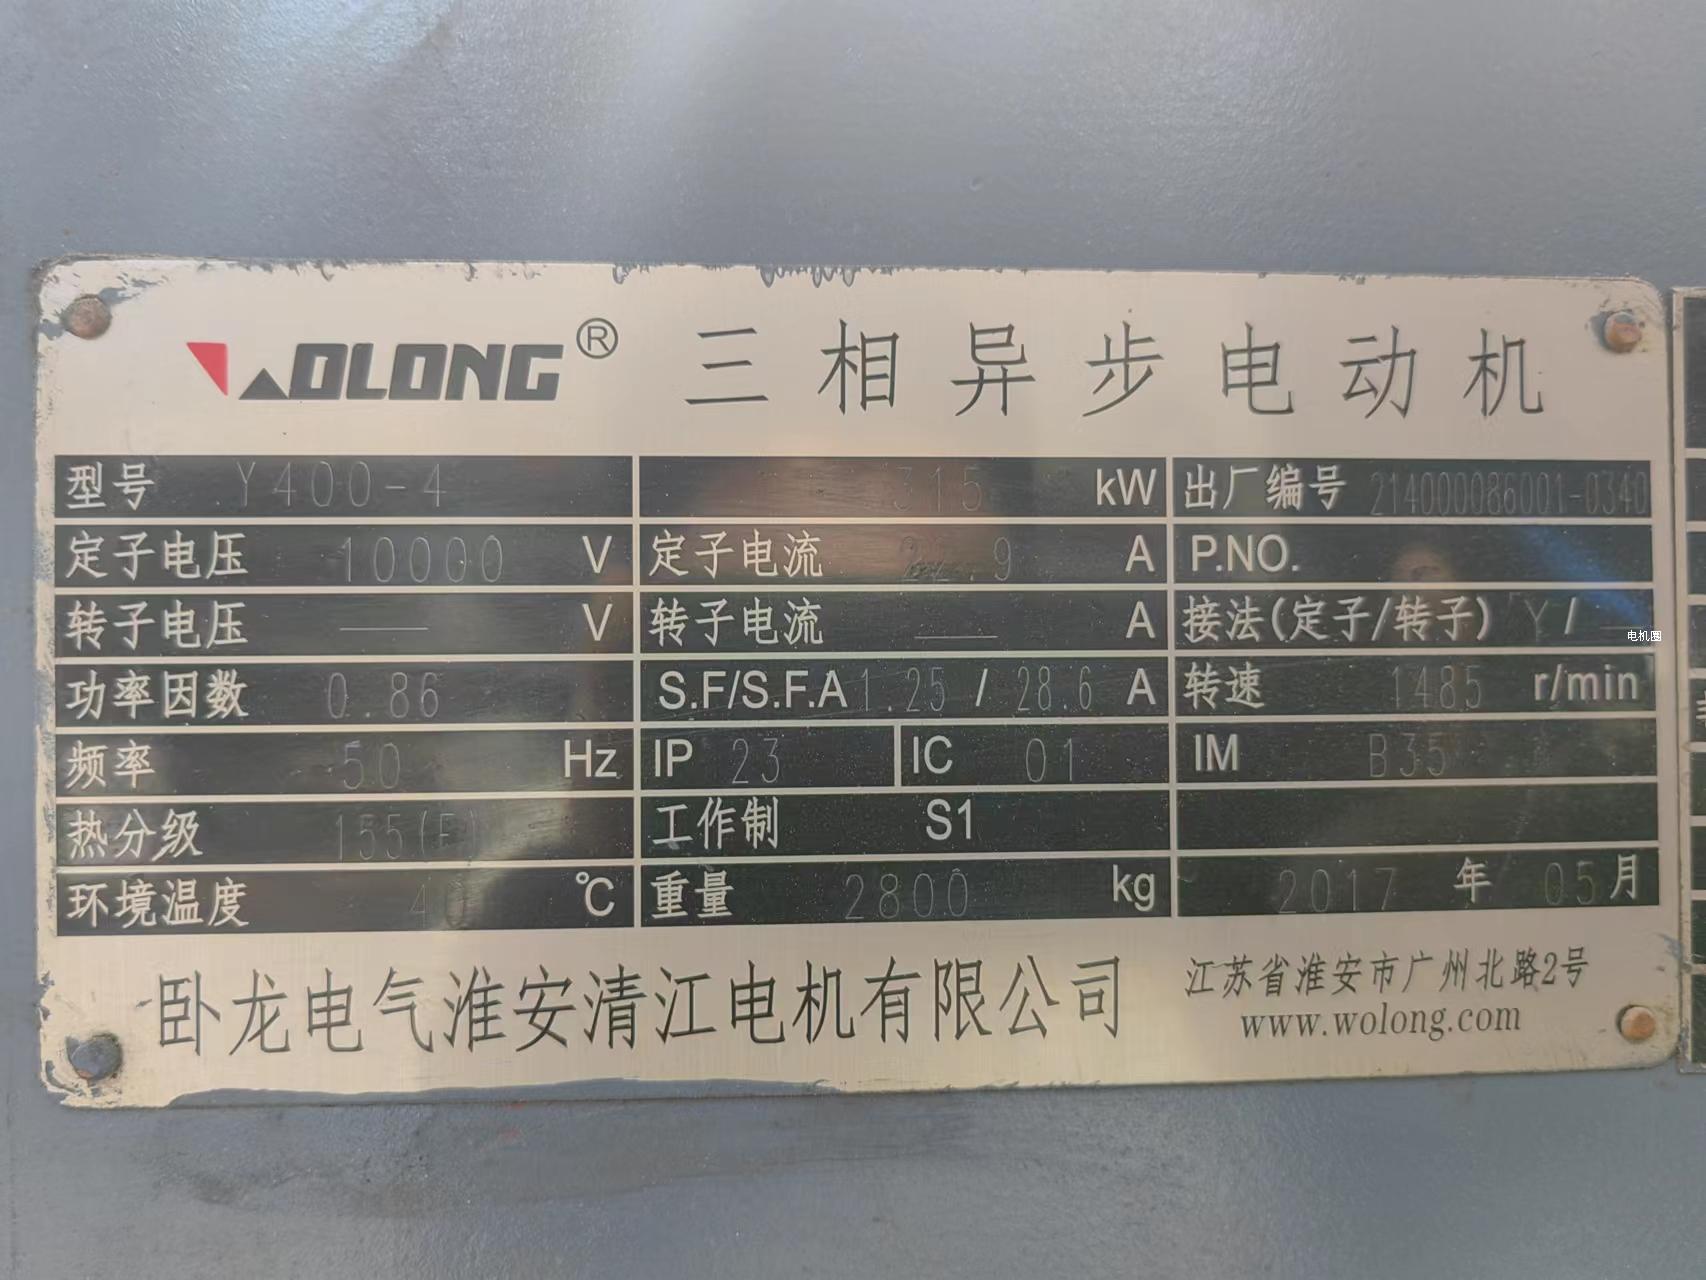 WOLONG® 三相异步电动机
型号 Y400-4 315 kW 出厂编号 214000086001-0340
定子电压 10000 V 定子电流 22.9 A P.NO.
转子电压 — V 转子电流 — A 接法(定子/转子) Y / —
功率因数 0.86 S.F/S.F.A 1.25 / 28.6 A 转速 1485 r/min
频率 50 Hz IP 23 IC 01 IM B35
热分级 155(F) 工作制 S1
环境温度 40 ℃ 重量 2800 kg 2017 年 05 月
卧龙电气淮安清江电机有限公司 江苏省淮安市广州北路2号
www.wolong.com
电机圈